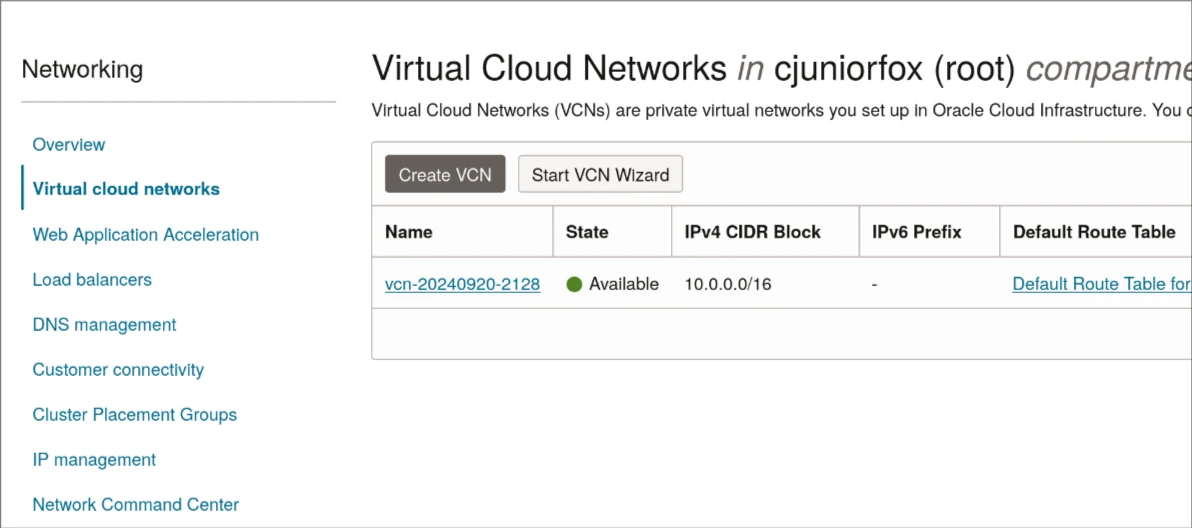 Networking
Overview
Virtual cloud networks
Web Application Acceleration
Load balancers
DNS management
Customer connectivity
Cluster Placement Groups
IP management
Network Command Center
Virtual Cloud Networks in cjuniorfox (root) compartme
Virtual Cloud Networks (VCNs) are private virtual networks you set up in Oracle Cloud Infrastructure. You c
Create VCN Start VCN Wizard
Name State IPv4 CIDR Block IPv6 Prefix Default Route Table
vcn-20240920-2128 Available 10.0.0.0/16 - Default Route Table for